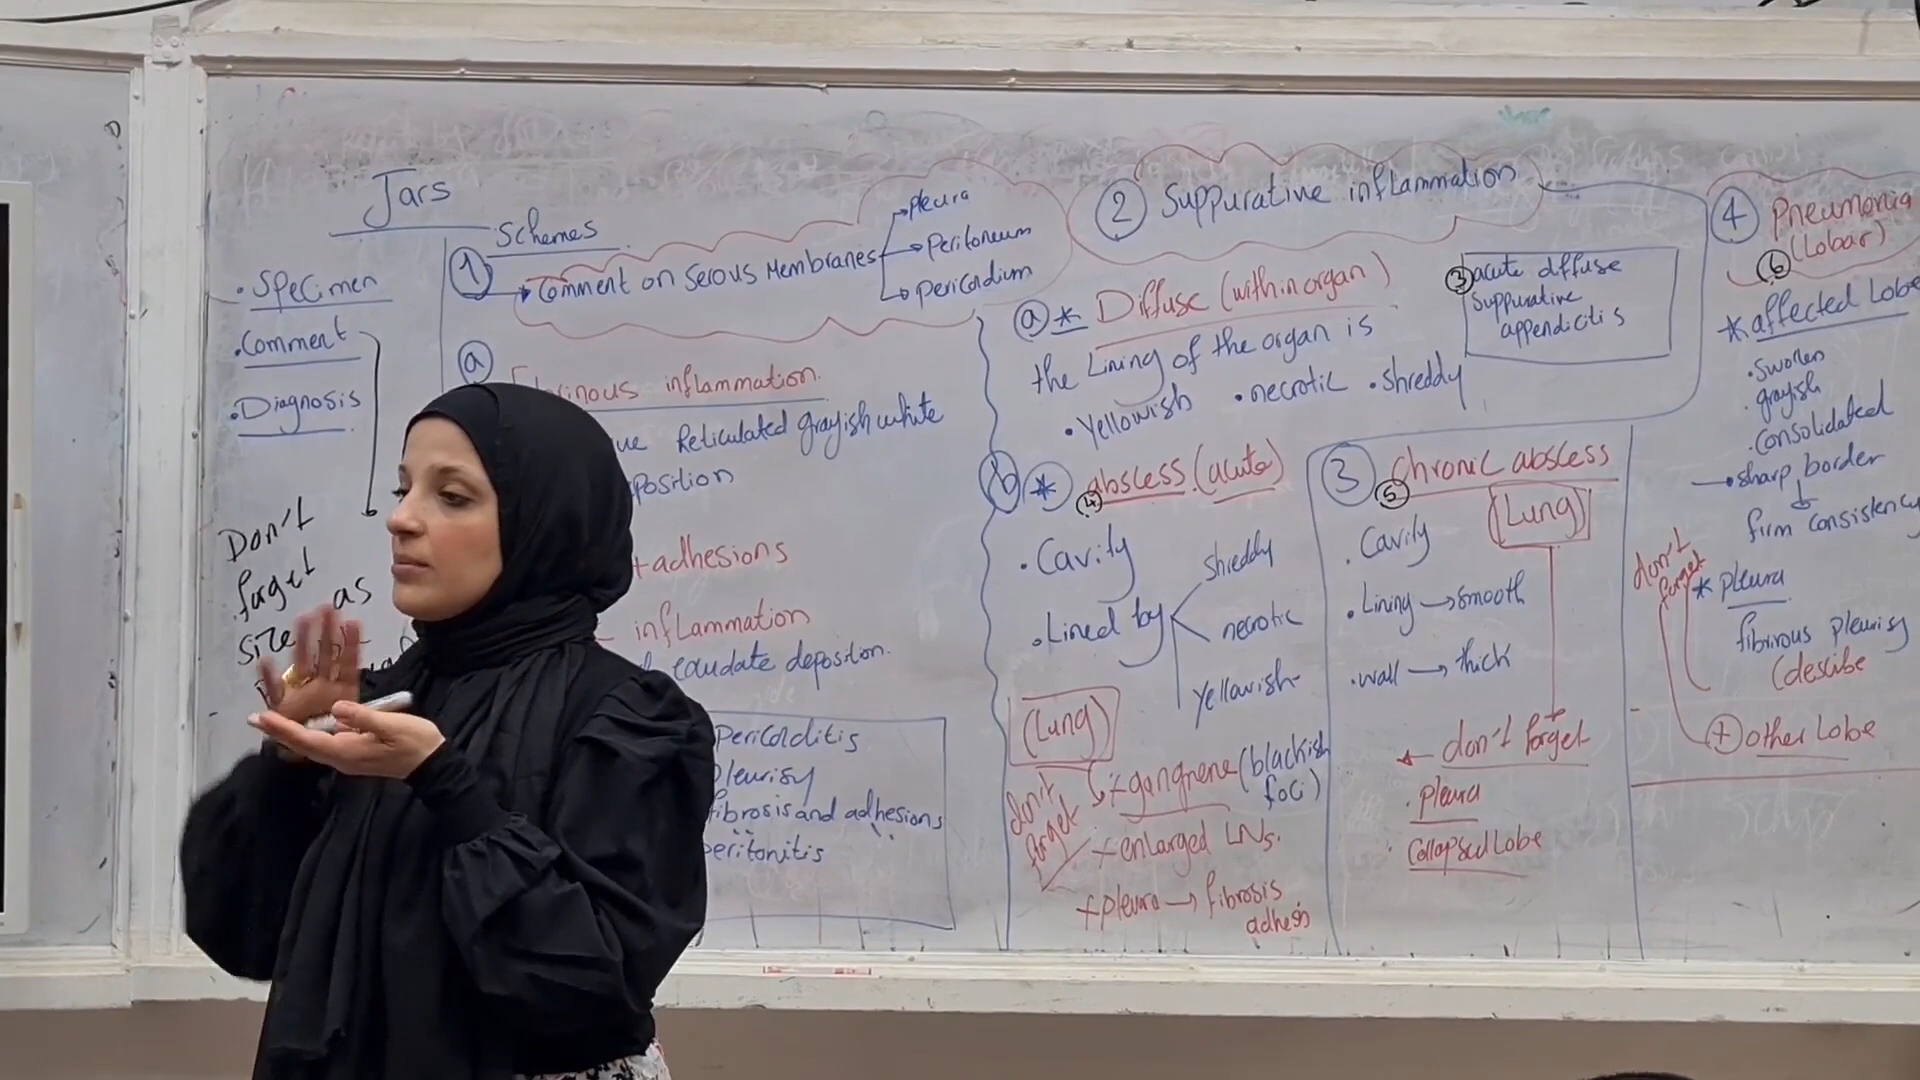 Jars
• Specimen
• Comment
• Diagnosis
Don't
forget
size
as
Schemes
① Comment on Serous Membranes
→ pleura
→ Peritoneum
→ pericardium
ⓐ
inflammation.
Reticulated grayish white
position
+ adhesions
inflammation
caudate deposition.
Pericarditis
pleurisy
fibrosis and adhesions
peritonitis
② Suppurative inflammation
ⓐ * Diffuse (within organ)
the Lining of the organ is
• Yellowish • necrotic • shreddy
③ acute diffuse
suppurative
appendicitis
ⓑ * abscess (acute)
④
• Cavity
• Lined by
shreddy
necrotic
yellowish
(Lung)
don't
forget
+ gangrene (blackish
foci)
+ enlarged LNs.
+ pleura → fibrosis
adhes
③ Chronic abscess
⑤
(Lung)
• Cavity
• Lining → smooth
• wall → thick
don't forget
• pleura
Collapsed Lobe
④ Pneumonia
(Lobar)
⑥
* affected Lobe
• swollen
• grayish
• consolidated
→ sharp border
firm consistency
don't
forget
* pleura
fibrinous pleurisy
(describe
+ other Lobe